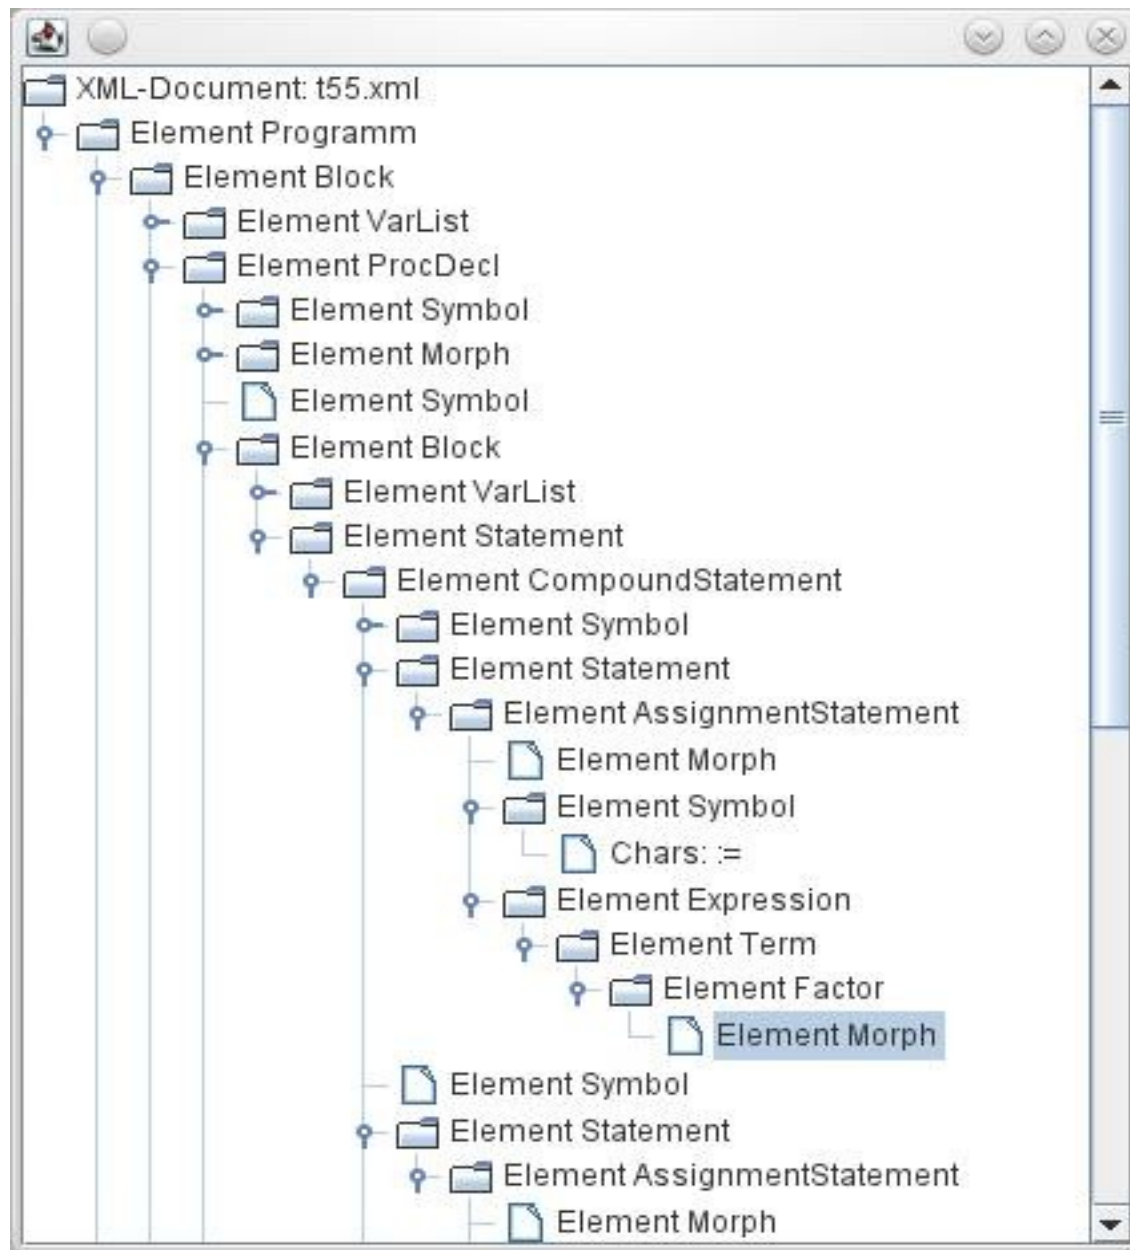 XML-Document: t55.xml
Element Programm
Element Block
Element VarList
Element ProcDecl
Element Symbol
Element Morph
Element Symbol
Element Block
Element VarList
Element Statement
Element CompoundStatement
Element Symbol
Element Statement
Element AssignmentStatement
Element Morph
Element Symbol
Chars: :=
Element Expression
Element Term
Element Factor
Element Morph
Element Symbol
Element Statement
Element AssignmentStatement
Element Morph